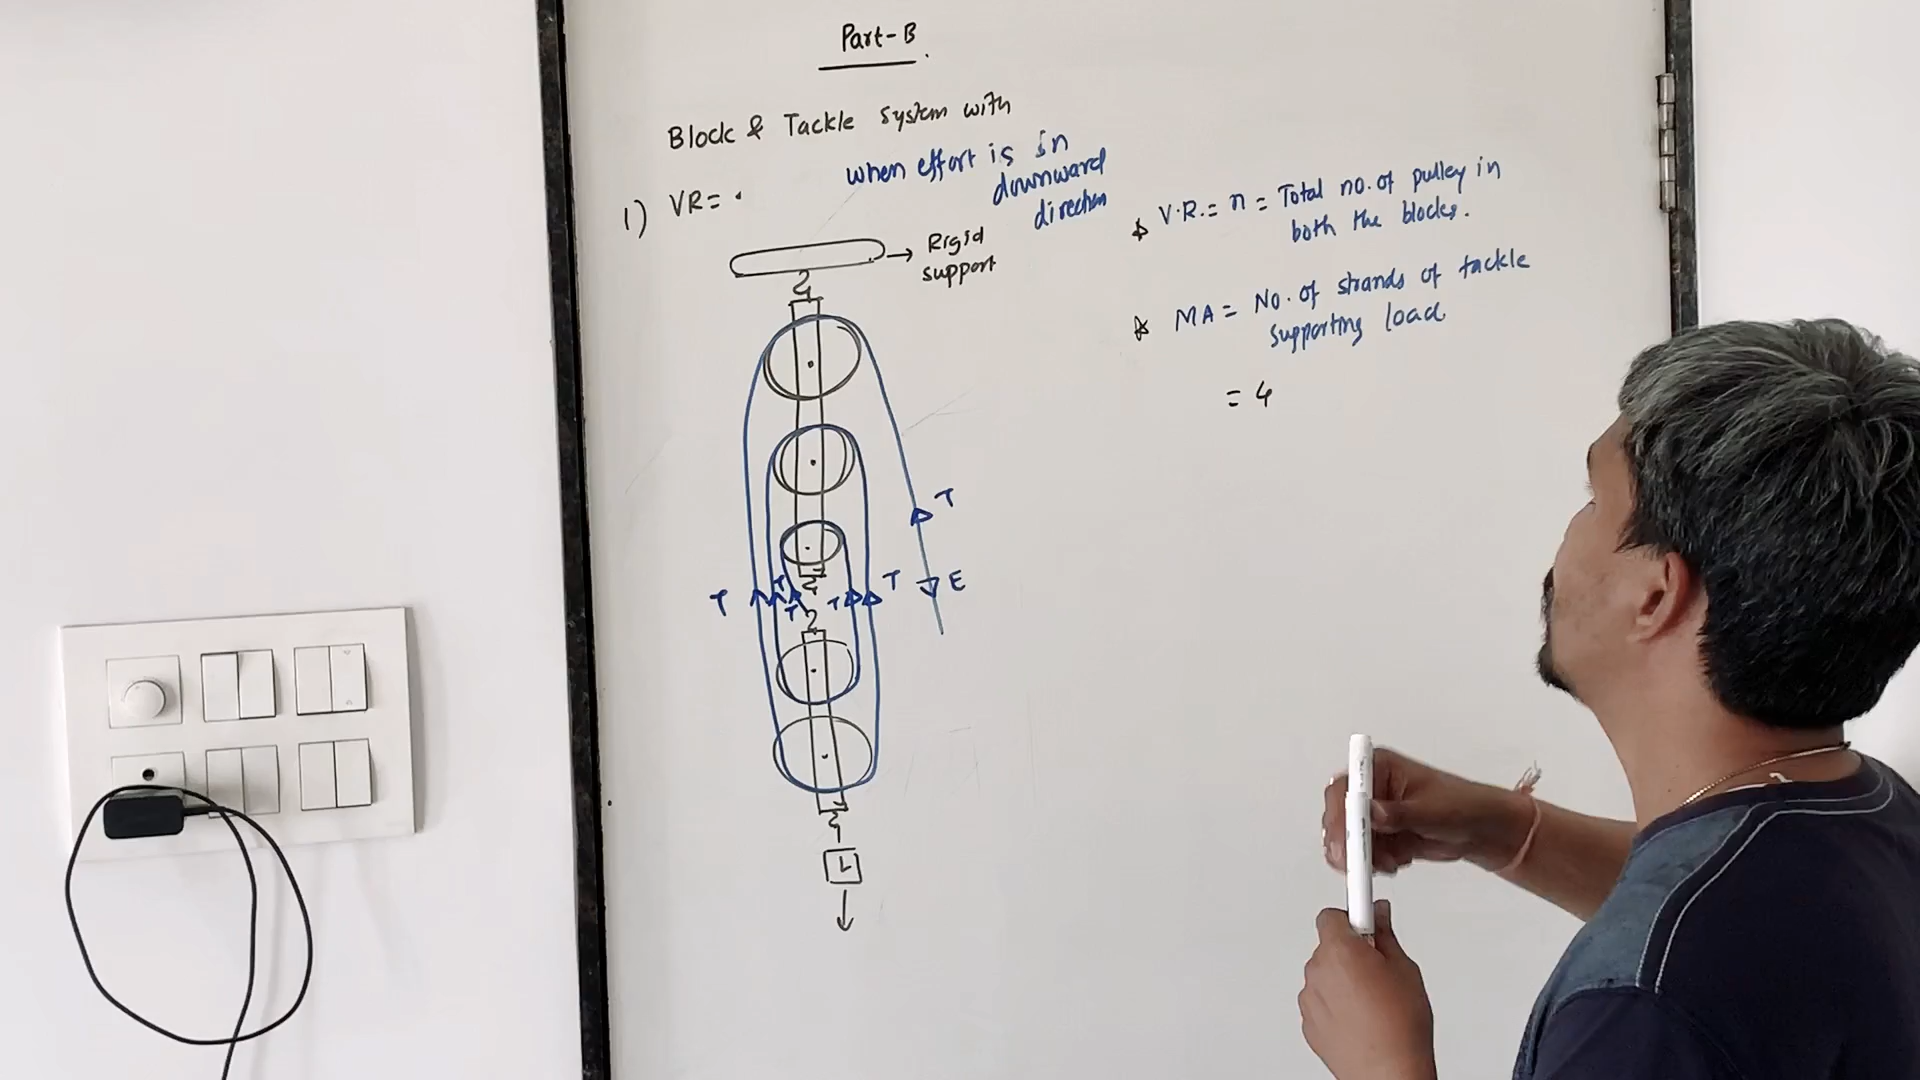 Part-B.
Block & Tackle System with
when effort is in
downward
direction
1) VR =
Rigid
support
* V.R. = n = Total no. of pulley in
both the blocks.
* MA = No. of strands of tackle
supporting load
= 4
T
E
T
T
T
T
T
L